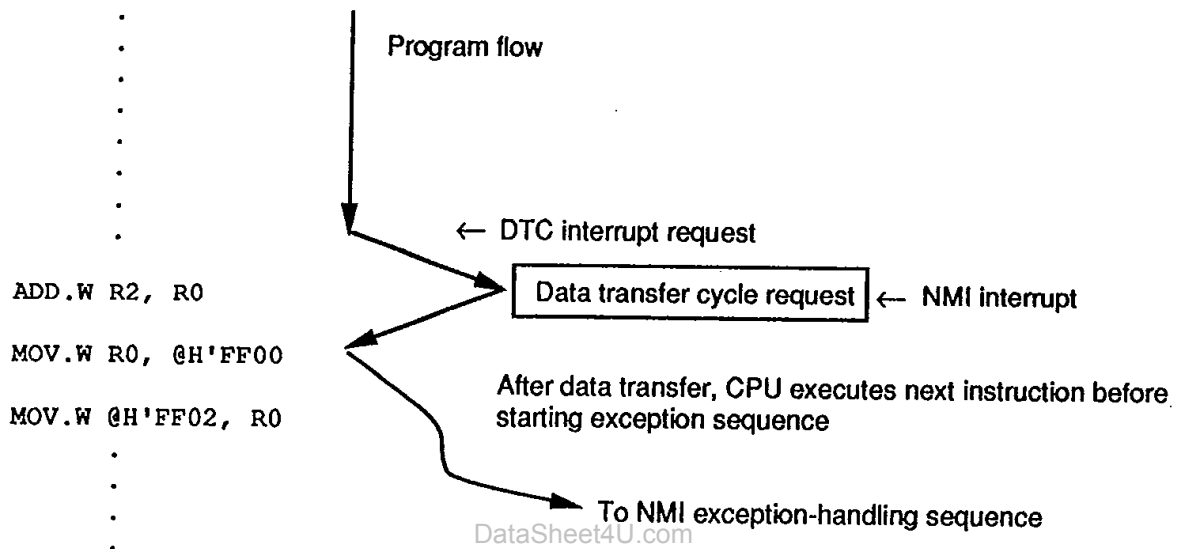 Program flow
← DTC interrupt request
ADD.W R2, R0
Data transfer cycle request ← NMI interrupt
MOV.W R0, @H'FF00
After data transfer, CPU executes next instruction before
starting exception sequence
MOV.W @H'FF02, R0
To NMI exception-handling sequence
DataSheet4U.com